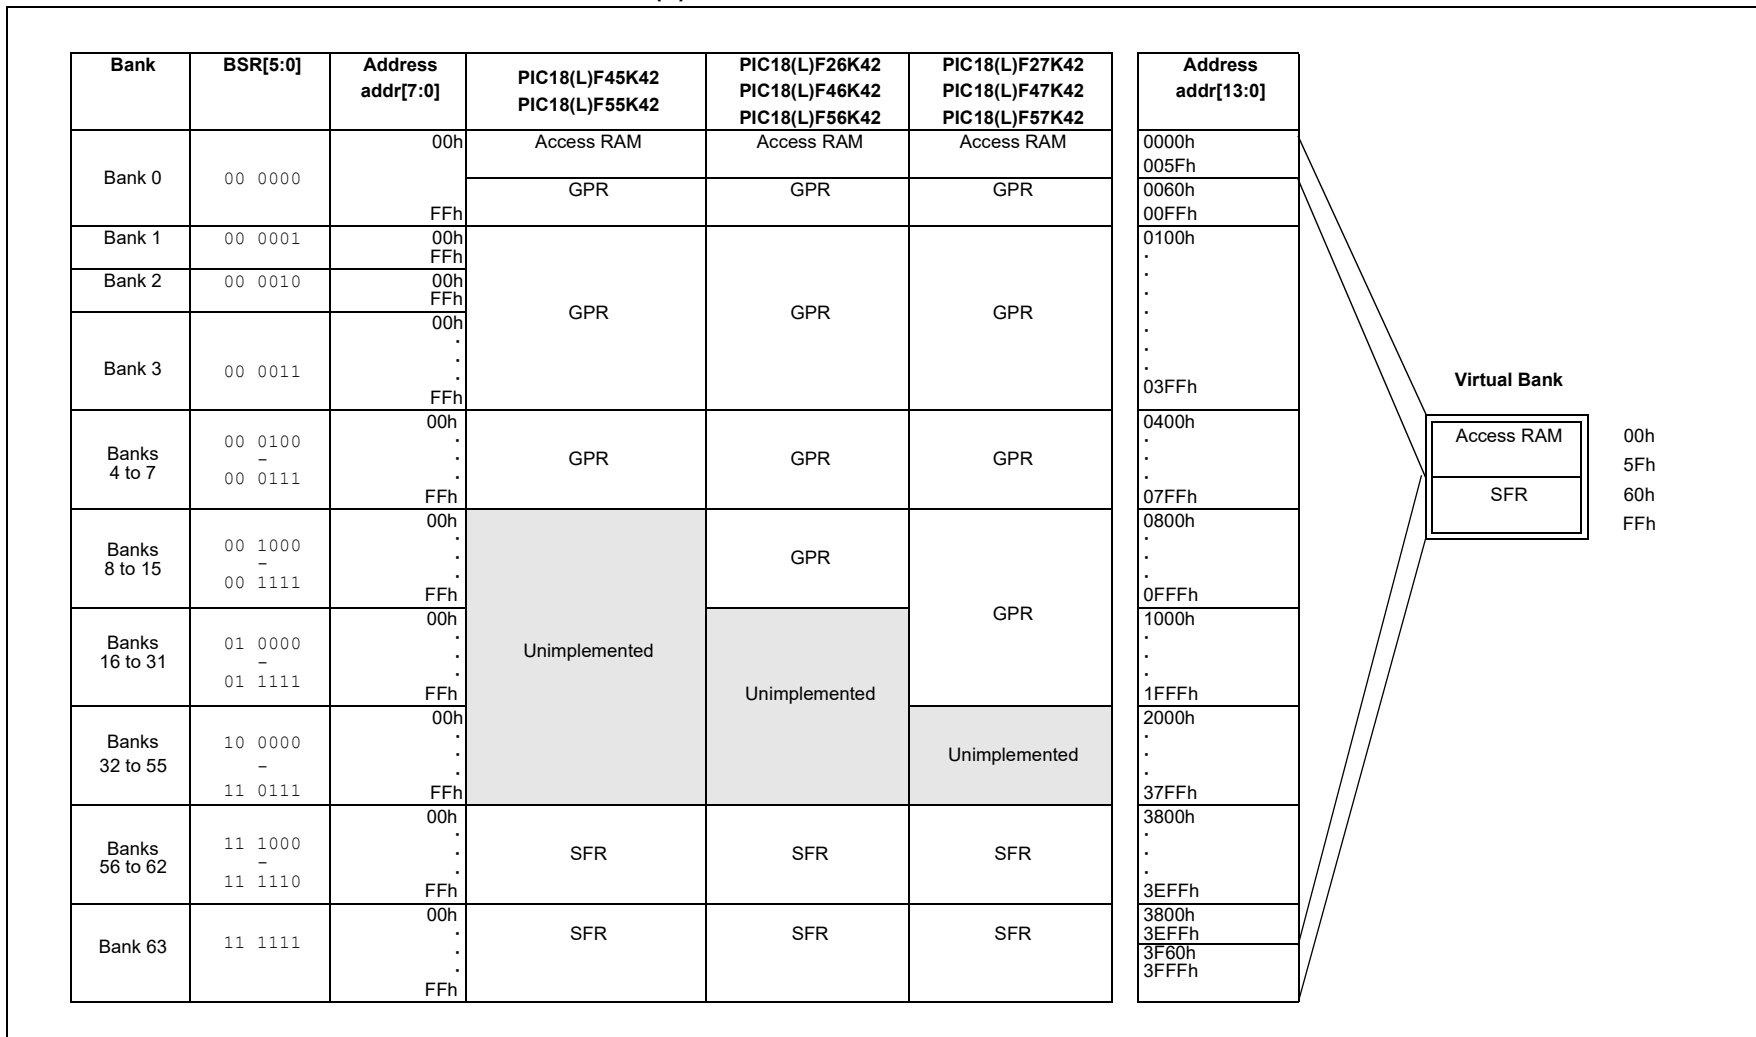 Bank BSR[5:0] Address addr[7:0] PIC18(L)F45K42 PIC18(L)F55K42 PIC18(L)F26K42 PIC18(L)F46K42 PIC18(L)F56K42 PIC18(L)F27K42 PIC18(L)F47K42 PIC18(L)F57K42 Address addr[13:0]
Bank 0 00 0000 00h Access RAM Access RAM Access RAM 0000h
005Fh
GPR GPR GPR 0060h
FFh 00FFh
Bank 1 00 0001 00h 0100h
FFh
Bank 2 00 0010 00h
FFh
GPR GPR GPR
00h
Bank 3 00 0011
FFh 03FFh
Banks 4 to 7 00 0100 – 00 0111 00h 0400h
GPR GPR GPR
FFh 07FFh
Banks 8 to 15 00 1000 – 00 1111 00h 0800h
GPR
FFh 0FFFh
GPR
Banks 16 to 31 01 0000 – 01 1111 00h 1000h
Unimplemented
FFh Unimplemented 1FFFh
Banks 32 to 55 10 0000 – 11 0111 00h 2000h
Unimplemented
FFh 37FFh
Banks 56 to 62 11 1000 – 11 1110 00h 3800h
SFR SFR SFR
FFh 3EFFh
Bank 63 11 1111 00h 3800h
SFR SFR SFR 3EFFh
3F60h
3FFFh
FFh
Virtual Bank
Access RAM 00h
5Fh
SFR 60h
FFh